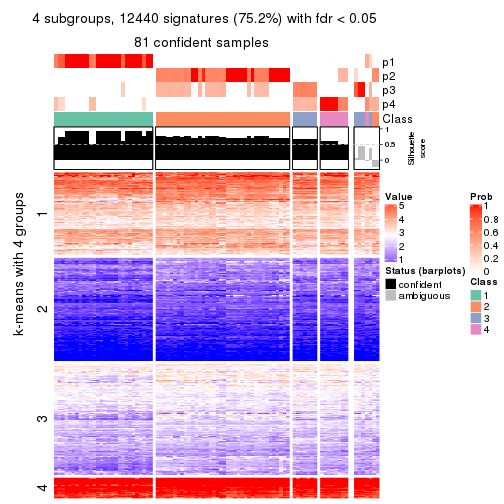 4 subgroups, 12440 signatures (75.2%) with fdr < 0.05
81 confident samples
p1
p2
p3
p4
Class
1
0.5
0
Silhouette
score
k-means with 4 groups
1
2
3
4
Value
5
4
3
2
1
Status (barplots)
confident
ambiguous
Prob
1
0.8
0.6
0.4
0.2
0
Class
1
2
3
4